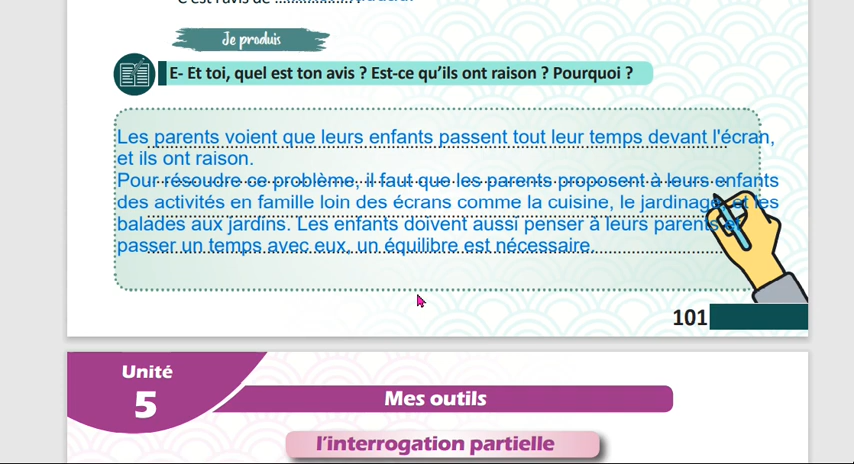 C'est l'avis de
Je produis
E- Et toi, quel est ton avis ? Est-ce qu'ils ont raison ? Pourquoi ?
Les parents voient que leurs enfants passent tout leur temps devant l'écran,
et ils ont raison.
Pour résoudre ce problème, il faut que les parents proposent à leurs enfants
des activités en famille loin des écrans comme la cuisine, le jardinage, et les
balades aux jardins. Les enfants doivent aussi penser à leurs parents et
passer un temps avec eux, un équilibre est nécessaire.
101
Unité
5
Mes outils
l'interrogation partielle